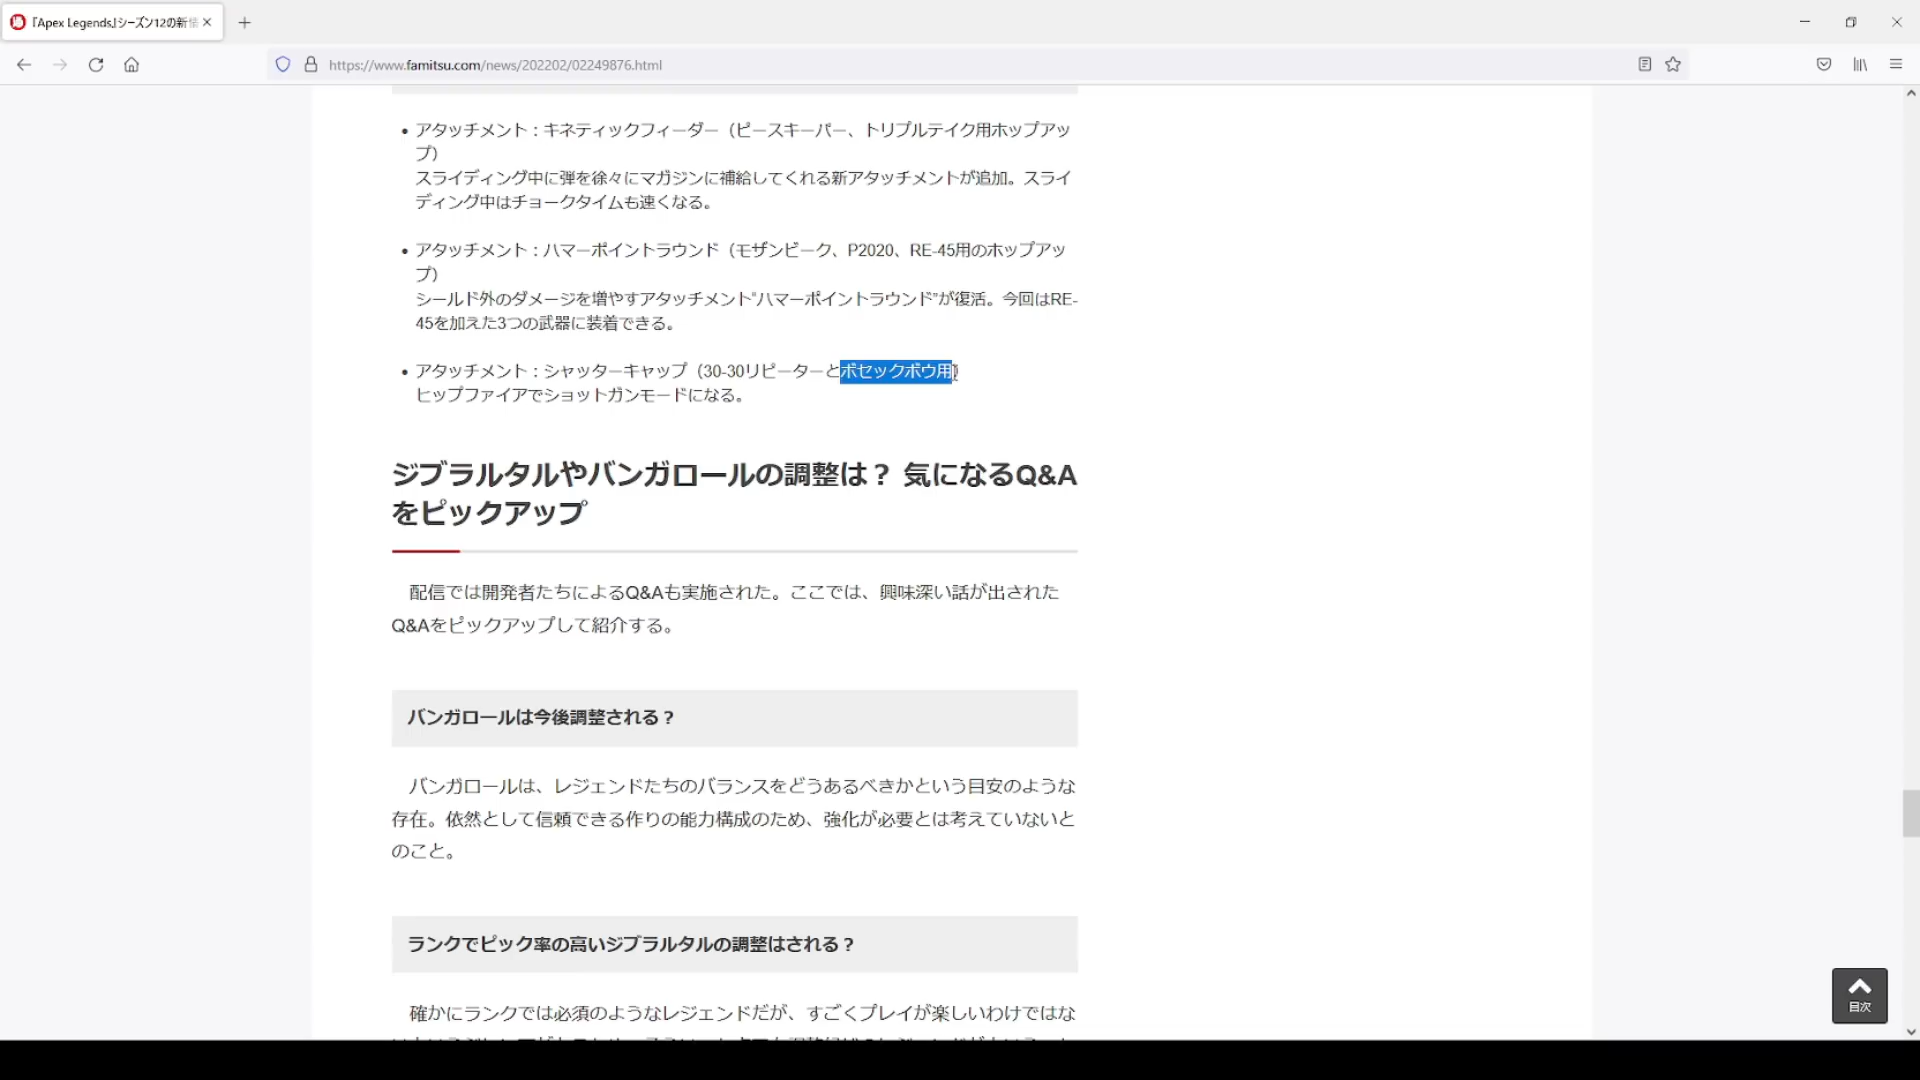 『Apex Legends』シーズン12の新情
https://www.famitsu.com/news/202202/02249876.html
アタッチメント：キネティックフィーダー（ピースキーパー、トリプルテイク用ホップアッ
プ）
スライディング中に弾を徐々にマガジンに補給してくれる新アタッチメントが追加。スライ
ディング中はチョークタイムも速くなる。
アタッチメント：ハマーポイントラウンド（モザンビーク、P2020、RE-45用のホップアッ
プ）
シールド外のダメージを増やすアタッチメント“ハマーポイントラウンド”が復活。今回はRE-
45を加えた3つの武器に装着できる。
アタッチメント：シャッターキャップ（30-30リピーターとボセックボウ用）
ヒップファイアでショットガンモードになる。
ジブラルタルやバンガロールの調整は？ 気になるQ&A
をピックアップ
配信では開発者たちによるQ&Aも実施された。ここでは、興味深い話が出された
Q&Aをピックアップして紹介する。
バンガロールは今後調整される？
バンガロールは、レジェンドたちのバランスをどうあるべきかという目安のような
存在。依然として信頼できる作りの能力構成のため、強化が必要とは考えていないと
のこと。
ランクでピック率の高いジブラルタルの調整はされる？
確かにランクでは必須のようなレジェンドだが、すごくプレイが楽しいわけではな
目次